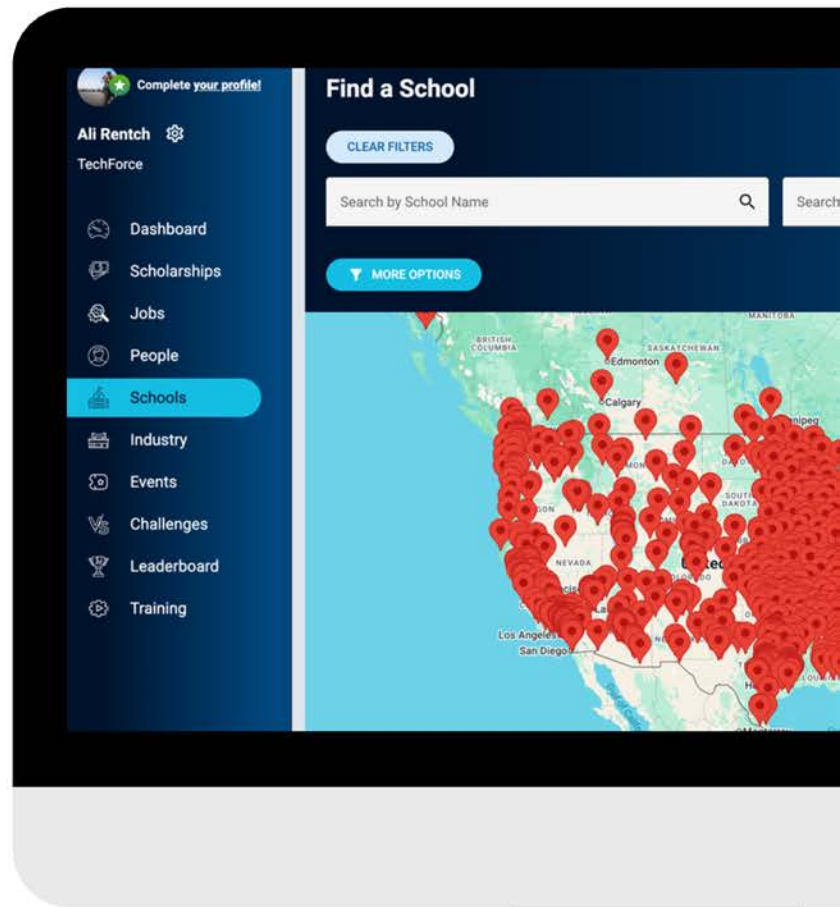 Complete your profile!
Ali Rentch
TechForce
Dashboard
Scholarships
Jobs
People
Schools
Industry
Events
Challenges
Leaderboard
Training
Find a School
CLEAR FILTERS
Search by School Name
Search
MORE OPTIONS
MANITOBA
BRITISH
COLUMBIA
SASKATCHEWAN
Edmonton
Calgary
NEVADA
SOUTH
DAKOTA
Los Angeles
San Diego